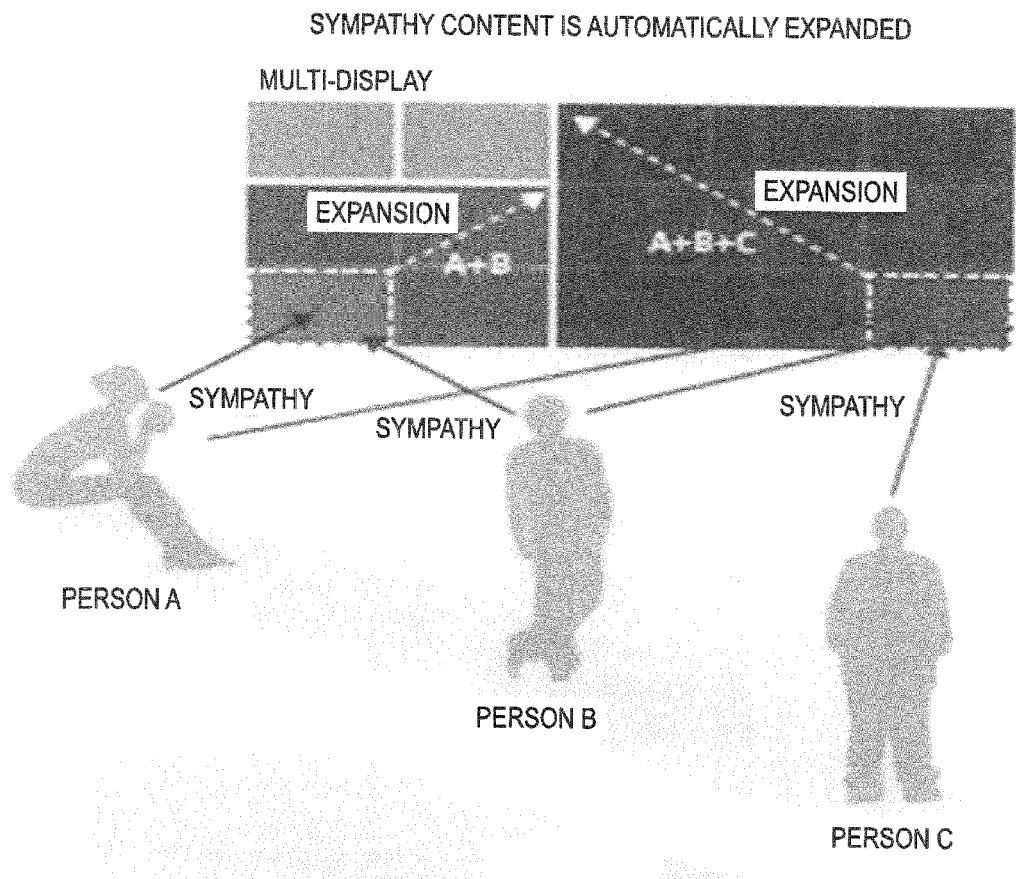 SYMPATHY CONTENT IS AUTOMATICALLY EXPANDED
MULTI-DISPLAY
EXPANSION
EXPANSION
A+B+C
A+B
SYMPATHY
SYMPATHY
SYMPATHY
PERSON A
PERSON B
PERSON C